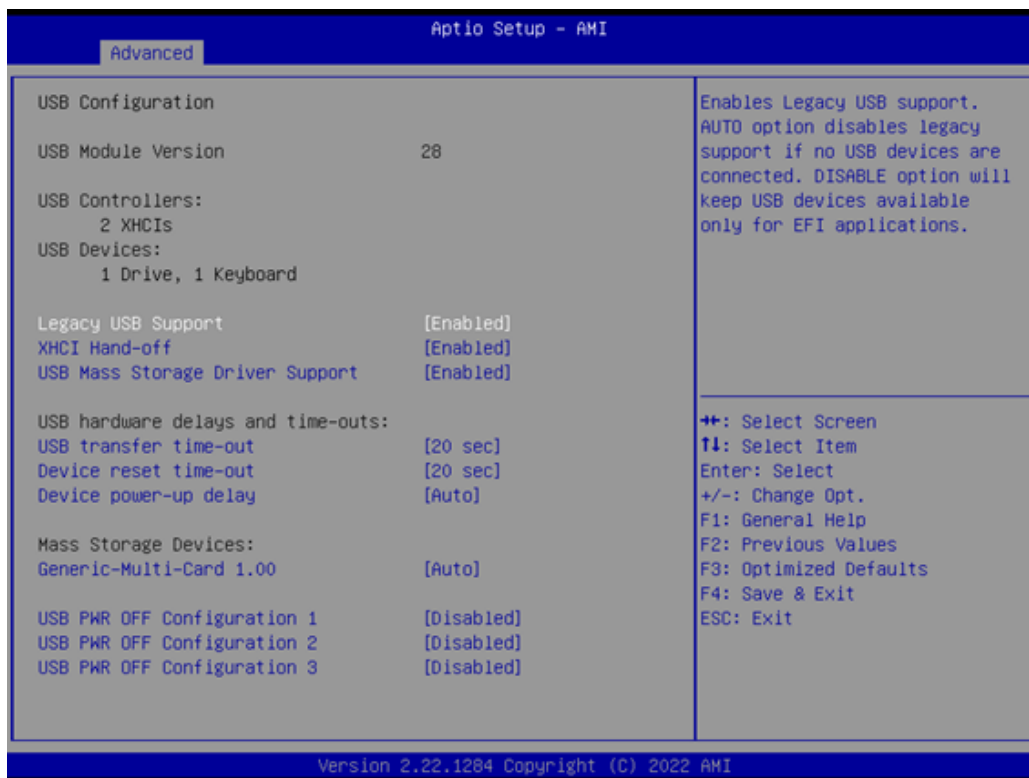 Aptio Setup - AMI
Advanced
USB Configuration
USB Module Version 28
USB Controllers:
2 XHCIs
USB Devices:
1 Drive, 1 Keyboard
Legacy USB Support [Enabled]
XHCI Hand-off [Enabled]
USB Mass Storage Driver Support [Enabled]
USB hardware delays and time-outs:
USB transfer time-out [20 sec]
Device reset time-out [20 sec]
Device power-up delay [Auto]
Mass Storage Devices:
Generic-Multi-Card 1.00 [Auto]
USB PWR OFF Configuration 1 [Disabled]
USB PWR OFF Configuration 2 [Disabled]
USB PWR OFF Configuration 3 [Disabled]
Enables Legacy USB support.
AUTO option disables legacy
support if no USB devices are
connected. DISABLE option will
keep USB devices available
only for EFI applications.
→←: Select Screen
↑↓: Select Item
Enter: Select
+/-: Change Opt.
F1: General Help
F2: Previous Values
F3: Optimized Defaults
F4: Save & Exit
ESC: Exit
Version 2.22.1284 Copyright (C) 2022 AMI